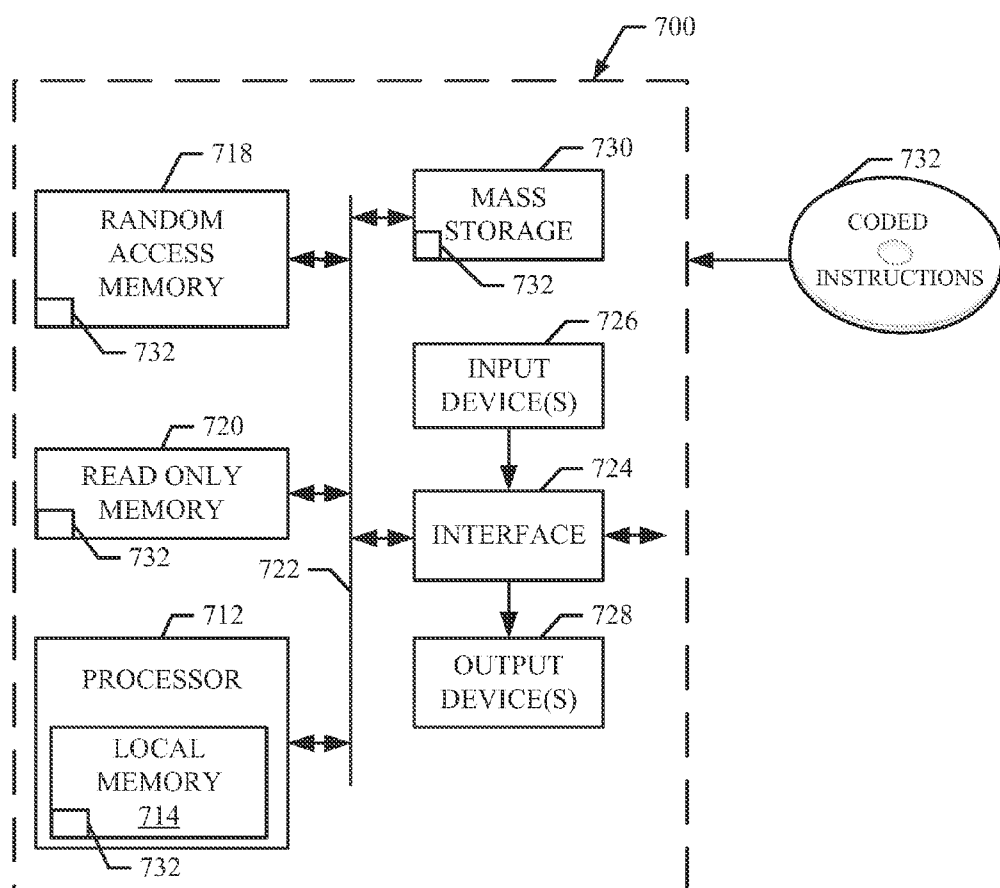 700
718
RANDOM
ACCESS
MEMORY
732
730
MASS
STORAGE
732
732
CODED
INSTRUCTIONS
726
INPUT
DEVICE(S)
720
READ ONLY
MEMORY
732
724
INTERFACE
722
712
PROCESSOR
LOCAL
MEMORY
714
732
728
OUTPUT
DEVICE(S)